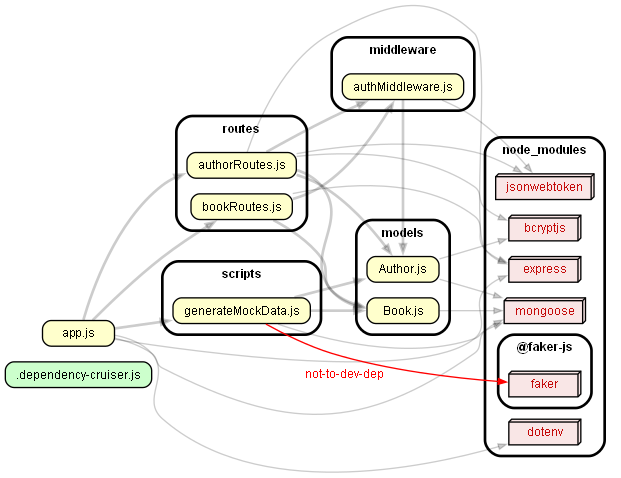 middleware
authMiddleware.js
routes
authorRoutes.js
bookRoutes.js
node_modules
jsonwebtoken
bcryptjs
express
mongoose
@faker-js
faker
dotenv
models
Author.js
Book.js
scripts
generateMockData.js
app.js
.dependency-cruiser.js
not-to-dev-dep